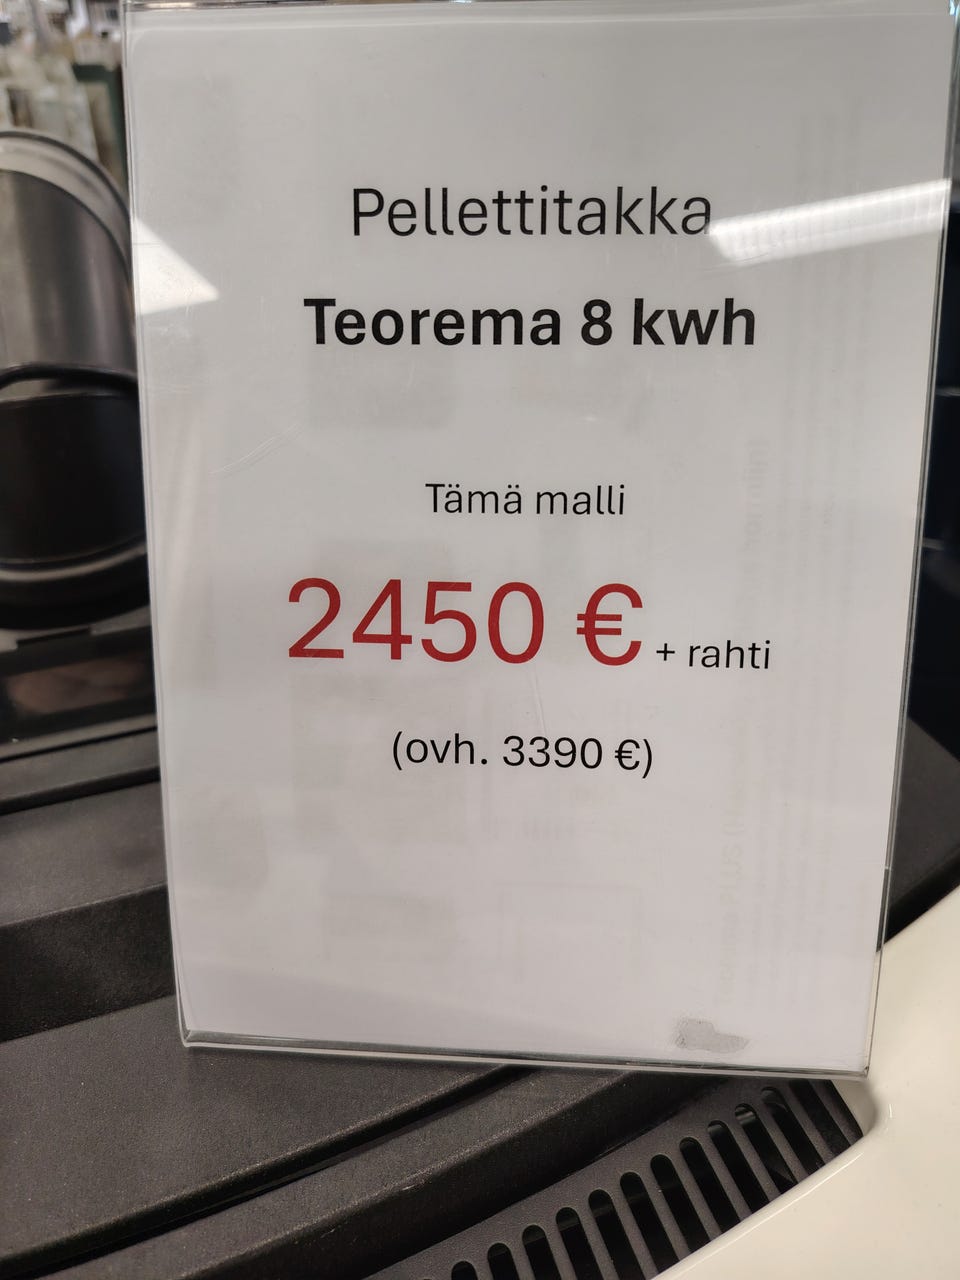 Pellettitakka
Teorema 8 kwh
Tämä malli
2450 € + rahti
(ovh. 3390 €)